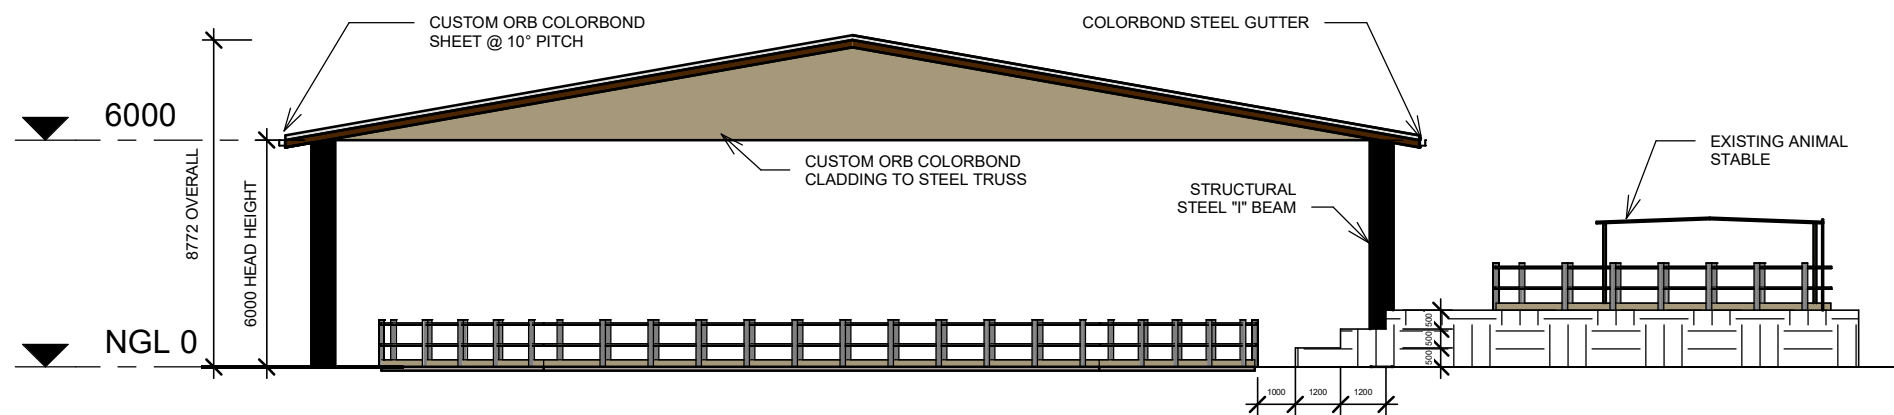 CUSTOM ORB COLORBOND
SHEET @ 10° PITCH
COLORBOND STEEL GUTTER
6000
8772 OVERALL
6000 HEAD HEIGHT
CUSTOM ORB COLORBOND
CLADDING TO STEEL TRUSS
STRUCTURAL
STEEL "I" BEAM
EXISTING ANIMAL
STABLE
NGL 0
500
500
500
1000
1200
1200